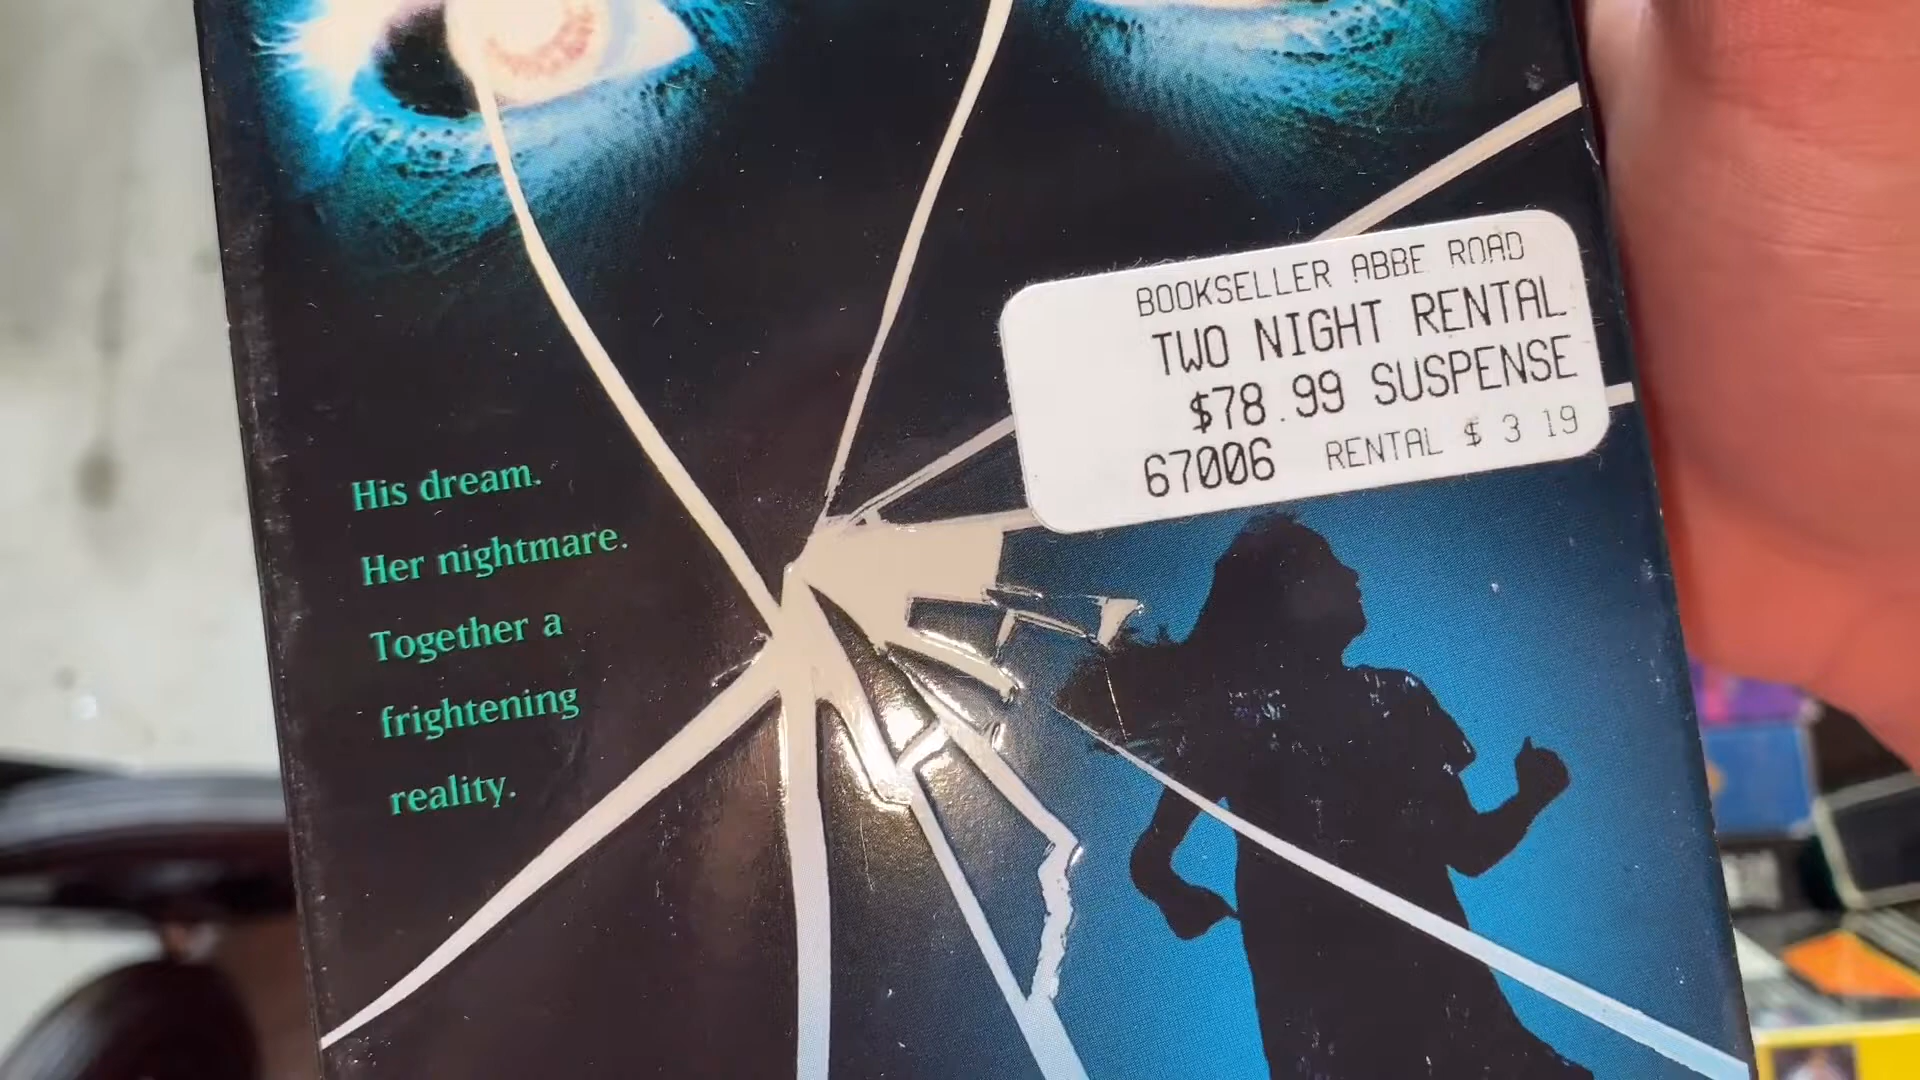 BOOKSELLER ABBE ROAD
TWO NIGHT RENTAL
$78.99 SUSPENSE
67006 RENTAL $ 3 19
His dream.
Her nightmare.
Together a
frightening
reality.